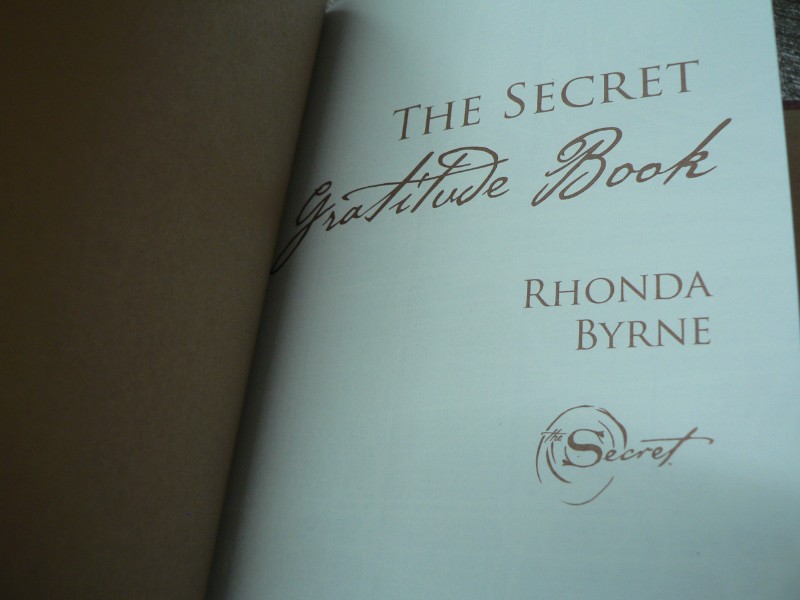 THE SECRET
Gratitude Book
RHONDA
BYRNE
the Secret